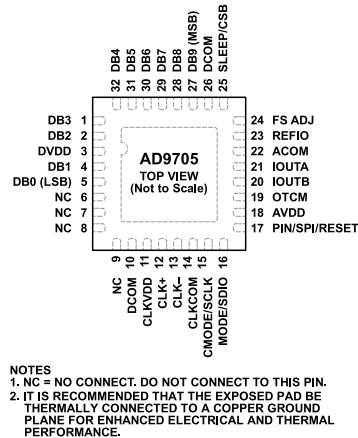 32 DB4
31 DB5
30 DB6
29 DB7
28 DB8
27 DB9 (MSB)
26 DCOM
25 SLEEP/CSB
DB3 1
DB2 2
DVDD 3
DB1 4
DB0 (LSB) 5
NC 6
NC 7
NC 8
AD9705
TOP VIEW
(Not to Scale)
24 FS ADJ
23 REFIO
22 ACOM
21 IOUTA
20 IOUTB
19 OTCM
18 AVDD
17 PIN/SPI/RESET
NC 9
DCOM 10
CLKVDD 11
CLK+ 12
CLK– 13
CLKCOM 14
CMODE/SCLK 15
MODE/SDIO 16
NOTES
1. NC = NO CONNECT. DO NOT CONNECT TO THIS PIN.
2. IT IS RECOMMENDED THAT THE EXPOSED PAD BE
THERMALLY CONNECTED TO A COPPER GROUND
PLANE FOR ENHANCED ELECTRICAL AND THERMAL
PERFORMANCE.